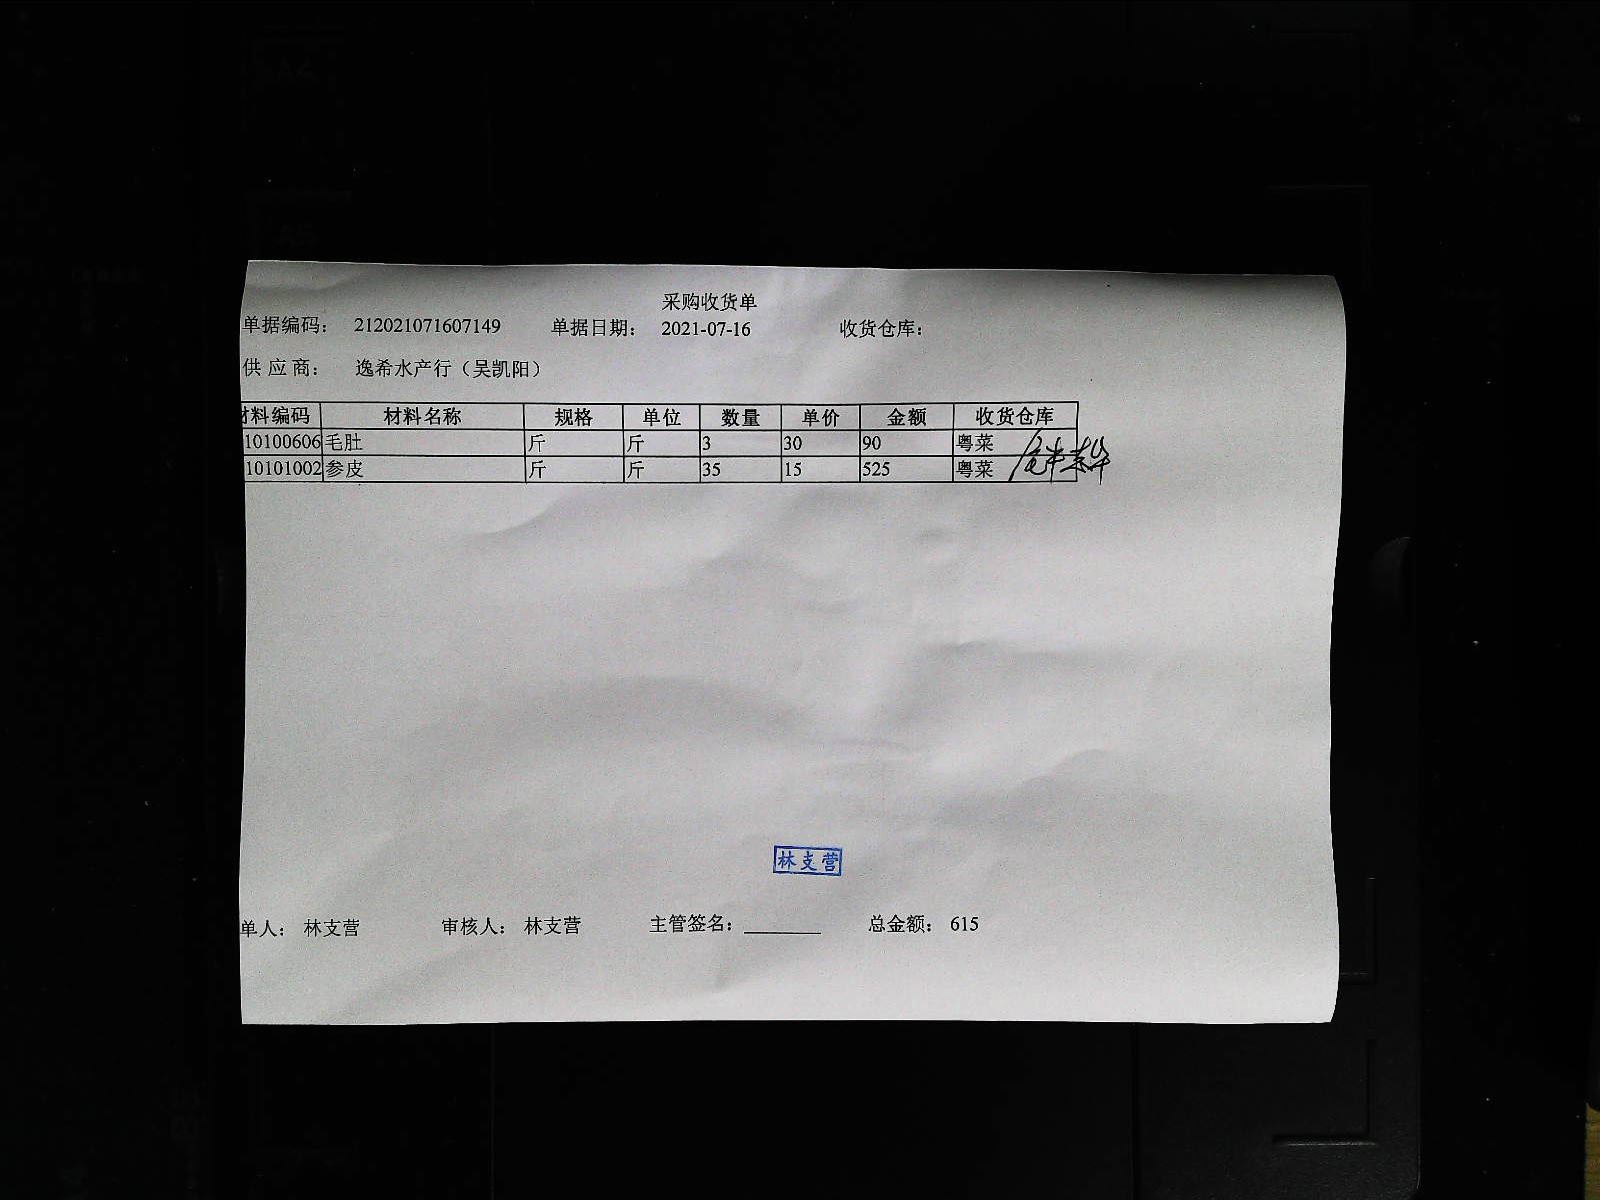 采购收货单
单据编码： 212021071607149 单据日期： 2021-07-16 收货仓库：
供 应 商： 逸希水产行（吴凯阳）
材料编码 材料名称 规格 单位 数量 单价 金额 收货仓库
10100606 毛肚 斤 斤 3 30 90 粤菜
10101002 参皮 斤 斤 35 15 525 粤菜
林支营
单人： 林支营 审核人： 林支营 主管签名： 总金额： 615